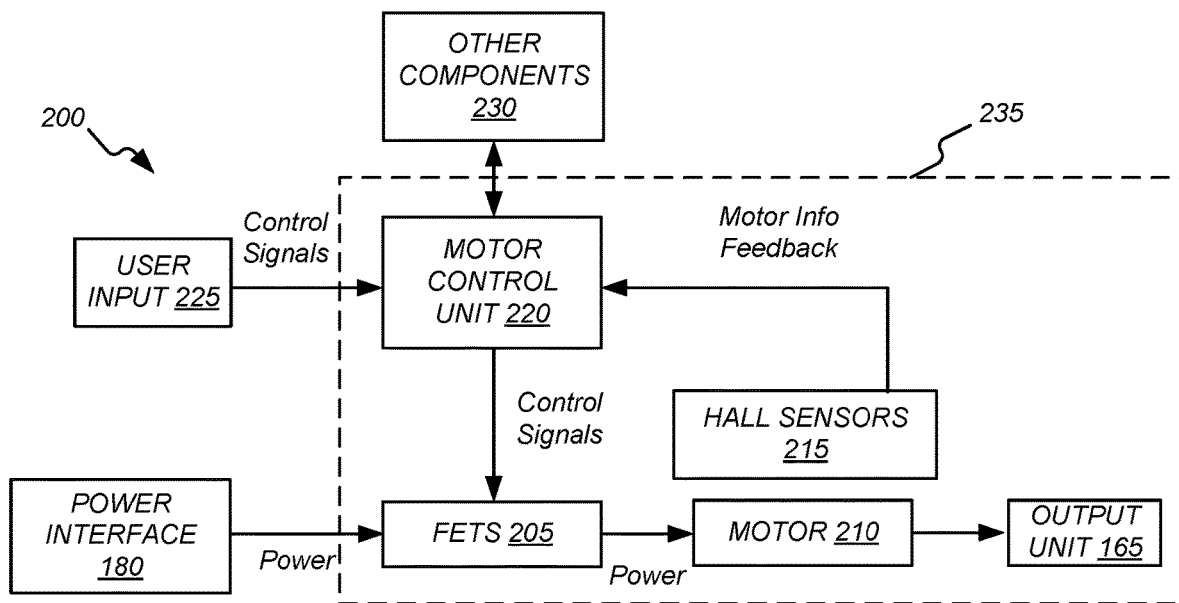 OTHER
COMPONENTS
230
200
235
Control
Signals
Motor Info
Feedback
USER
INPUT 225
MOTOR
CONTROL
UNIT 220
Control
Signals
HALL SENSORS
215
POWER
INTERFACE
180
Power
FETS 205
Power
MOTOR 210
OUTPUT
UNIT 165